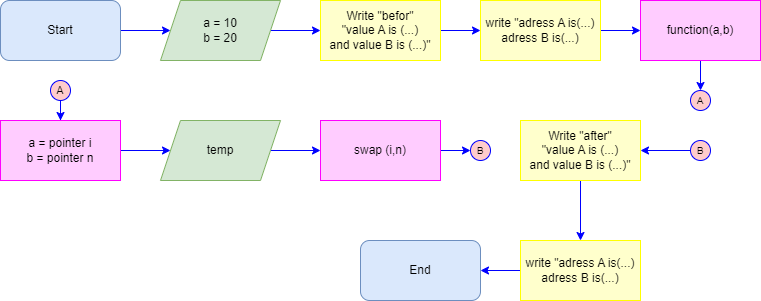 Start
a = 10
b = 20
Write "befor"
"value A is (...)
and value B is (...)"
write "adress A is(...)
adress B is(...)
function(a,b)
A
A
a = pointer i
b = pointer n
temp
swap (i,n)
B
Write "after"
"value A is (...)
and value B is (...)"
B
End
write "adress A is(...)
adress B is(...)